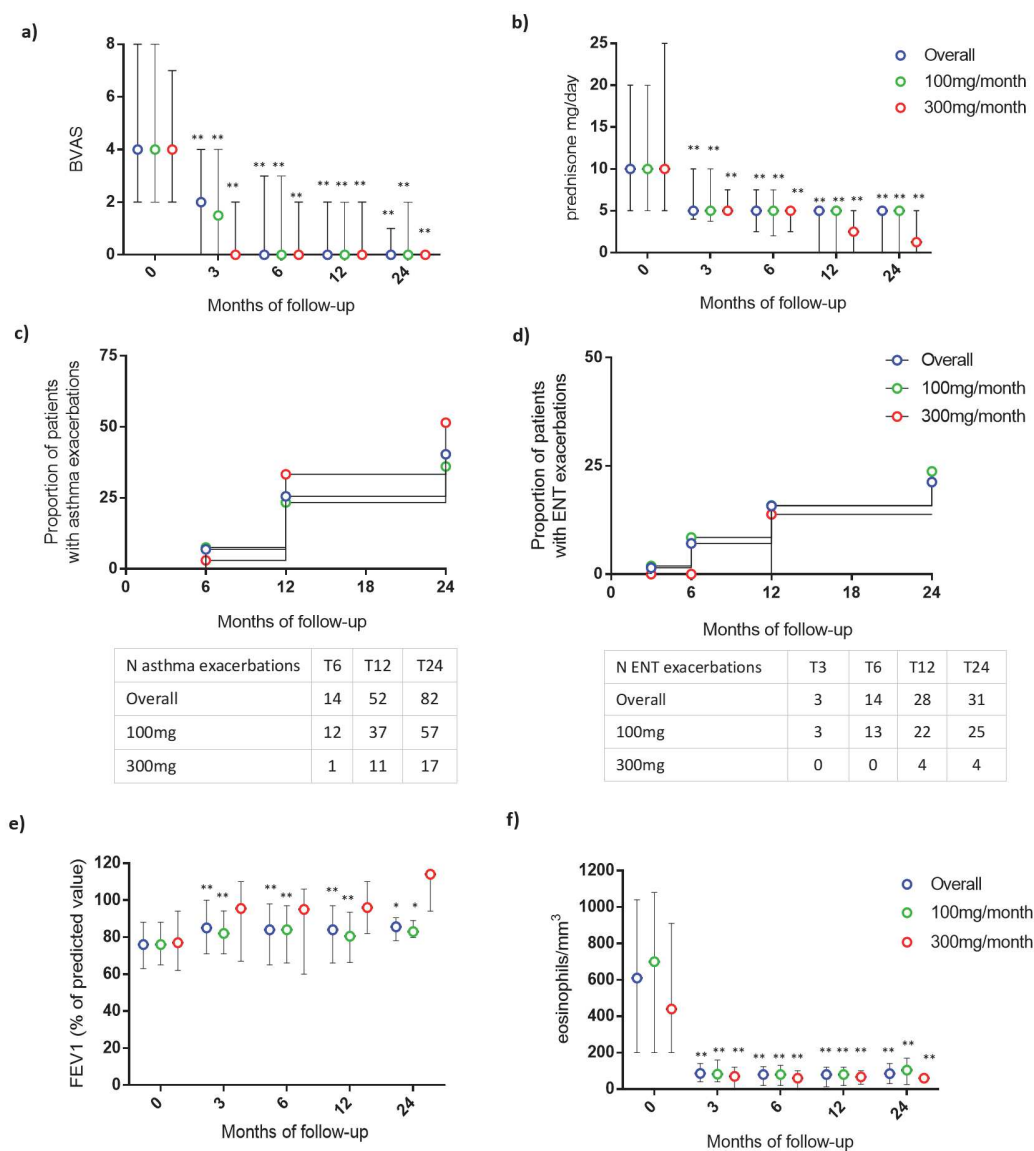 a)
BVAS
8
6
4
2
0
** ** **
** ** **
** ** **
** ** **
0 3 6 12 24
Months of follow-up
b)
prednisone mg/day
25
20
15
10
5
0
** ** **
** ** **
** ** **
** ** **
0 3 6 12 24
Months of follow-up
Overall
100mg/month
300mg/month
c)
Proportion of patients
with asthma exacerbations
75
50
25
0
0 6 12 18 24
Months of follow-up
N asthma exacerbations T6 T12 T24
Overall 14 52 82
100mg 12 37 57
300mg 1 11 17
d)
Proportion of patients
with ENT exacerbations
50
25
0
0 6 12 18 24
Months of follow-up
Overall
100mg/month
300mg/month
N ENT exacerbations T3 T6 T12 T24
Overall 3 14 28 31
100mg 3 13 22 25
300mg 0 0 4 4
e)
FEV1 (% of predicted value)
120
100
80
60
40
20
0
** **
** **
** **
* *
0 3 6 12 24
Months of follow-up
f)
eosinophils/mm³
1200
1000
800
600
400
200
0
** ** **
** ** **
** ** **
** ** **
0 3 6 12 24
Months of follow-up
Overall
100mg/month
300mg/month